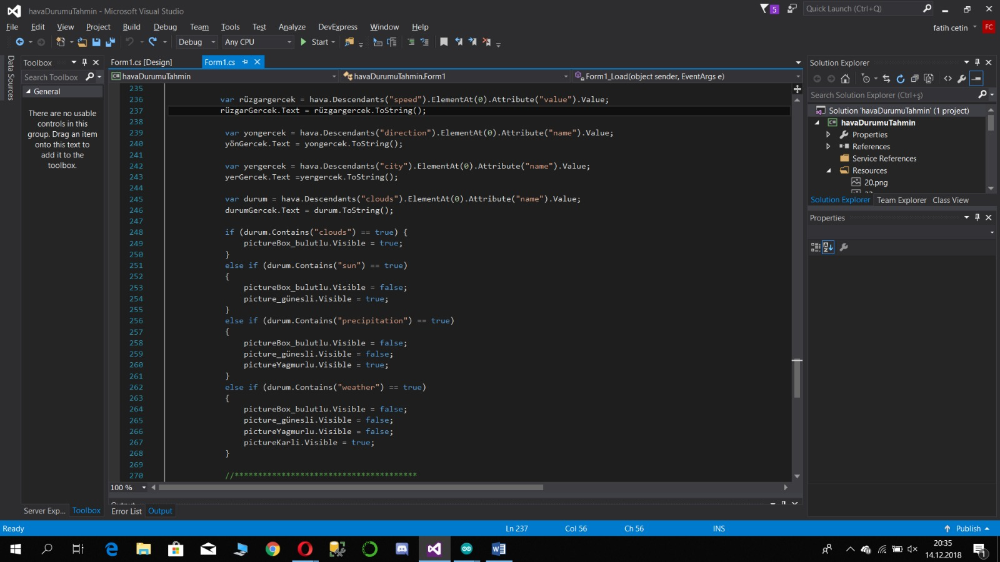 havaDurumuTahmin - Microsoft Visual Studio
5
Quick Launch (Ctrl+Q)
File Edit View Project Build Debug Team Tools Test Analyze DevExpress Window Help
fatih cetin FC
Debug Any CPU Start
Data Sources
Toolbox
Search Toolbox
General
There are no usable
controls in this
group. Drag an item
onto this text to
add it to the
toolbox.
Server Exp... Toolbox
Form1.cs [Design] Form1.cs
havaDurumuTahmin havaDurumuTahmin.Form1 Form1_Load(object sender, EventArgs e)
235
236 var rüzgargercek = hava.Descendants("speed").ElementAt(0).Attribute("value").Value;
237 rüzgarGercek.Text = rüzgargercek.ToString();
238
239 var yongercek = hava.Descendants("direction").ElementAt(0).Attribute("name").Value;
240 yönGercek.Text = yongercek.ToString();
241
242 var yergercek = hava.Descendants("city").ElementAt(0).Attribute("name").Value;
243 yerGercek.Text =yergercek.ToString();
244
245 var durum = hava.Descendants("clouds").ElementAt(0).Attribute("name").Value;
246 durumGercek.Text = durum.ToString();
247
248 if (durum.Contains("clouds") == true) {
249 pictureBox_bulutlu.Visible = true;
250 }
251 else if (durum.Contains("sun") == true)
252 {
253 pictureBox_bulutlu.Visible = false;
254 picture_günesli.Visible = true;
255 }
256 else if (durum.Contains("precipitation") == true)
257 {
258 pictureBox_bulutlu.Visible = false;
259 picture_günesli.Visible = false;
260 pictureYagmurlu.Visible = true;
261 }
262 else if (durum.Contains("weather") == true)
263 {
264 pictureBox_bulutlu.Visible = false;
265 picture_günesli.Visible = false;
266 pictureYagmurlu.Visible = false;
267 pictureKarli.Visible = true;
268 }
269
270 //***************************************
100 %
Output
Error List Output
Solution Explorer
Search Solution Explorer (Ctrl+ş)
Solution 'havaDurumuTahmin' (1 project)
havaDurumuTahmin
Properties
References
Service References
Resources
20.png
Solution Explorer Team Explorer Class View
Properties
Ready Ln 237 Col 56 Ch 56 INS Publish
20:35
14.12.2018
1